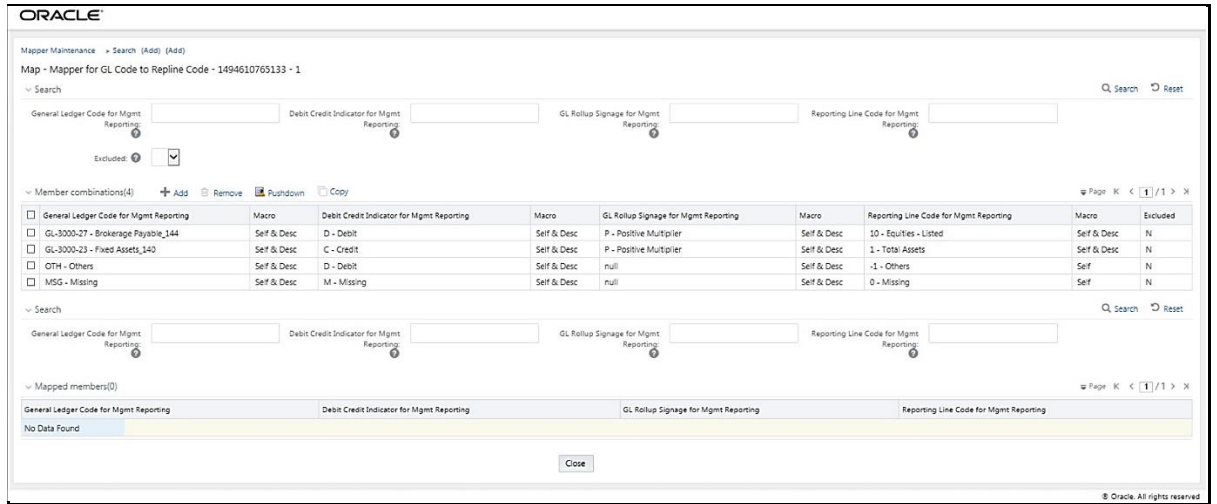 ORACLE
Mapper Maintenance > Search (Add) (Add)
Map - Mapper for GL Code to Repline Code - 1494610765133 - 1
Search
Search Reset
General Ledger Code for Mgmt Reporting:
Debit Credit Indicator for Mgmt Reporting:
GL Rollup Signage for Mgmt Reporting:
Reporting Line Code for Mgmt Reporting:
Excluded:
Member combinations(4) Add Remove Pushdown Copy Page 1 / 1
General Ledger Code for Mgmt Reporting Macro Debit Credit Indicator for Mgmt Reporting Macro GL Rollup Signage for Mgmt Reporting Macro Reporting Line Code for Mgmt Reporting Macro Excluded
GL-3000-27 - Brokerage Payable_144 Self & Desc D - Debit Self & Desc P - Positive Multiplier Self & Desc 10 - Equities - Listed Self & Desc N
GL-3000-23 - Fixed Assets_140 Self & Desc C - Credit Self & Desc P - Positive Multiplier Self & Desc 1 - Total Assets Self & Desc N
OTH - Others Self & Desc D - Debit Self & Desc null Self & Desc -1 - Others Self N
MSG - Missing Self & Desc M - Missing Self & Desc null Self & Desc 0 - Missing Self N
Search
Search Reset
General Ledger Code for Mgmt Reporting:
Debit Credit Indicator for Mgmt Reporting:
GL Rollup Signage for Mgmt Reporting:
Reporting Line Code for Mgmt Reporting:
Mapped members(0) Page 1 / 1
General Ledger Code for Mgmt Reporting Debit Credit Indicator for Mgmt Reporting GL Rollup Signage for Mgmt Reporting Reporting Line Code for Mgmt Reporting
No Data Found
Close
® Oracle. All rights reserved